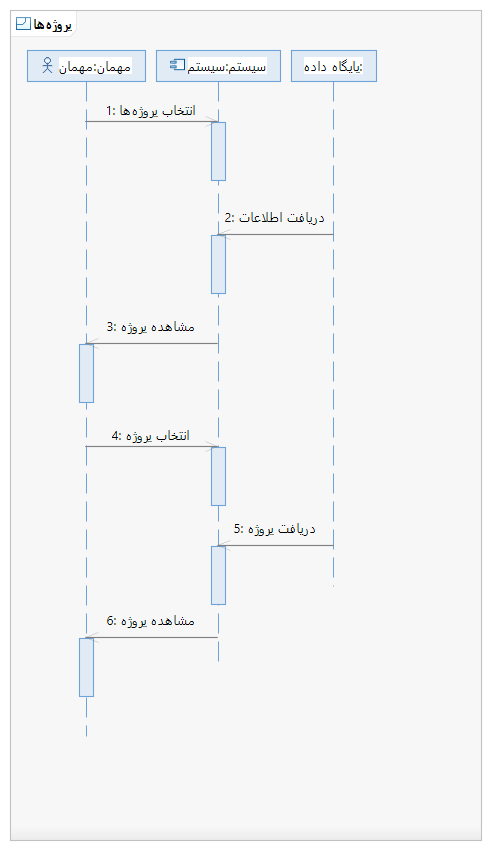 پروژه‌ها
مهمان:مهمان
سیستم:سیستم
پایگاه داده:
1: انتخاب پروژه‌ها
2: دریافت اطلاعات
3: مشاهده پروژه
4: انتخاب پروژه
5: دریافت پروژه
6: مشاهده پروژه